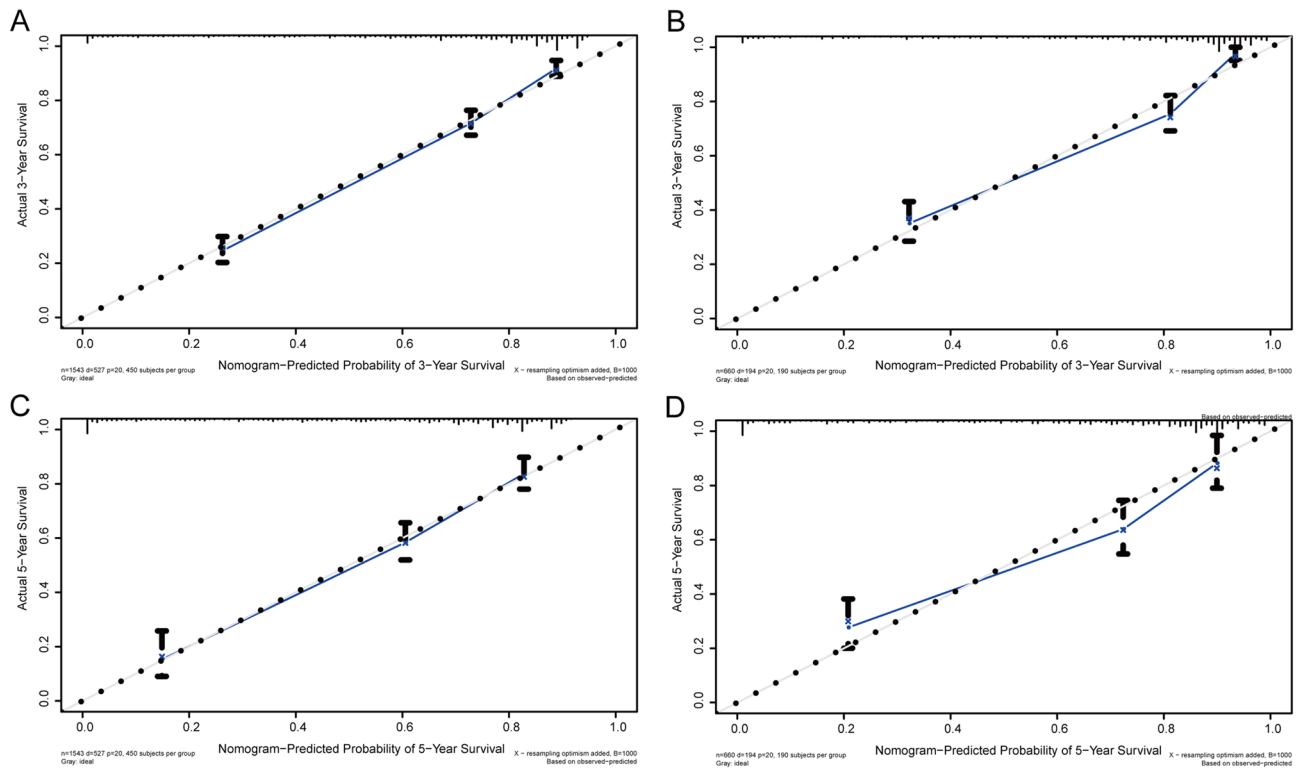 A
Actual 3-Year Survival
1.0
0.8
0.6
0.4
0.2
0.0
0.0 0.2 0.4 0.6 0.8 1.0
Nomogram-Predicted Probability of 3-Year Survival
n=1543 d=527 p=20, 450 subjects per group
Gray: ideal
X - resampling optimism added, B=1000
Based on observed-predicted
B
Actual 3-Year Survival
1.0
0.8
0.6
0.4
0.2
0.0
0.0 0.2 0.4 0.6 0.8 1.0
Nomogram-Predicted Probability of 3-Year Survival
n=660 d=194 p=20, 190 subjects per group
Gray: ideal
X - resampling optimism added, B=1000
Based on observed-predicted
C
Actual 5-Year Survival
1.0
0.8
0.6
0.4
0.2
0.0
0.0 0.2 0.4 0.6 0.8 1.0
Nomogram-Predicted Probability of 5-Year Survival
n=1543 d=527 p=20, 450 subjects per group
Gray: ideal
X - resampling optimism added, B=1000
Based on observed-predicted
D
Actual 5-Year Survival
1.0
0.8
0.6
0.4
0.2
0.0
0.0 0.2 0.4 0.6 0.8 1.0
Nomogram-Predicted Probability of 5-Year Survival
n=660 d=194 p=20, 190 subjects per group
Gray: ideal
X - resampling optimism added, B=1000
Based on observed-predicted